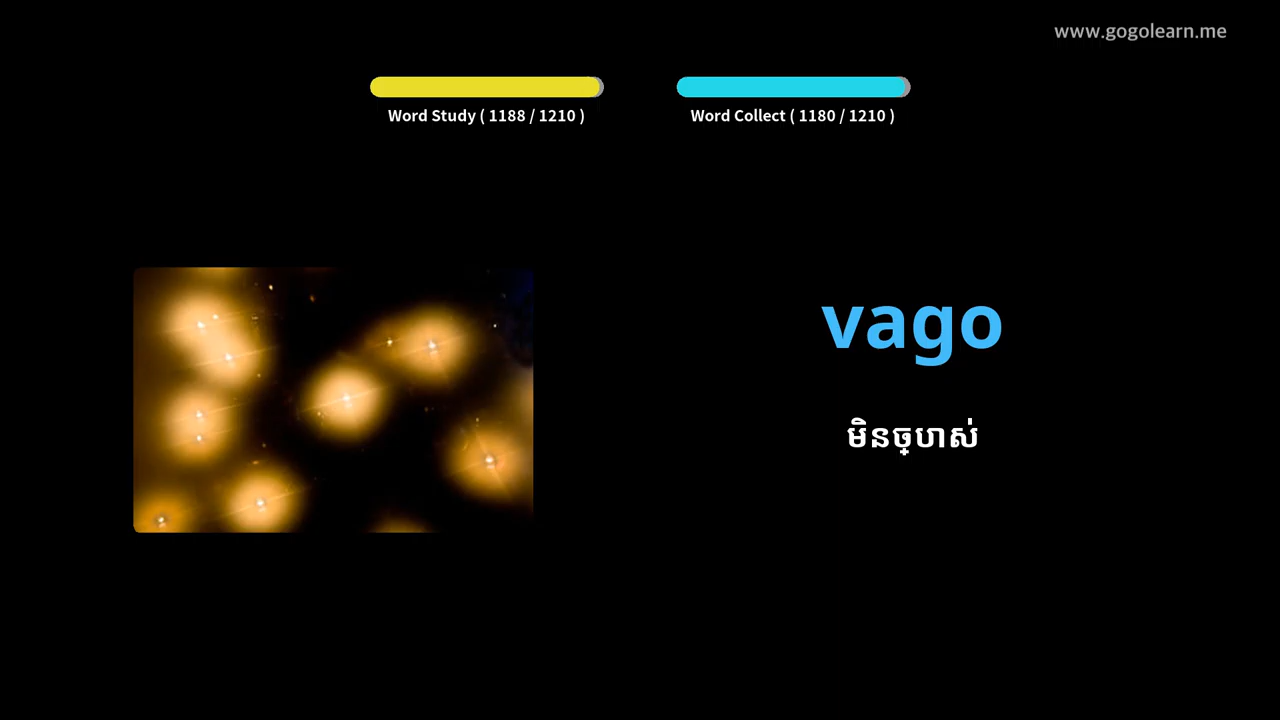 www.gogolearn.me
Word Study ( 1188 / 1210 )
Word Collect ( 1180 / 1210 )
vago
មិនច្បាស់